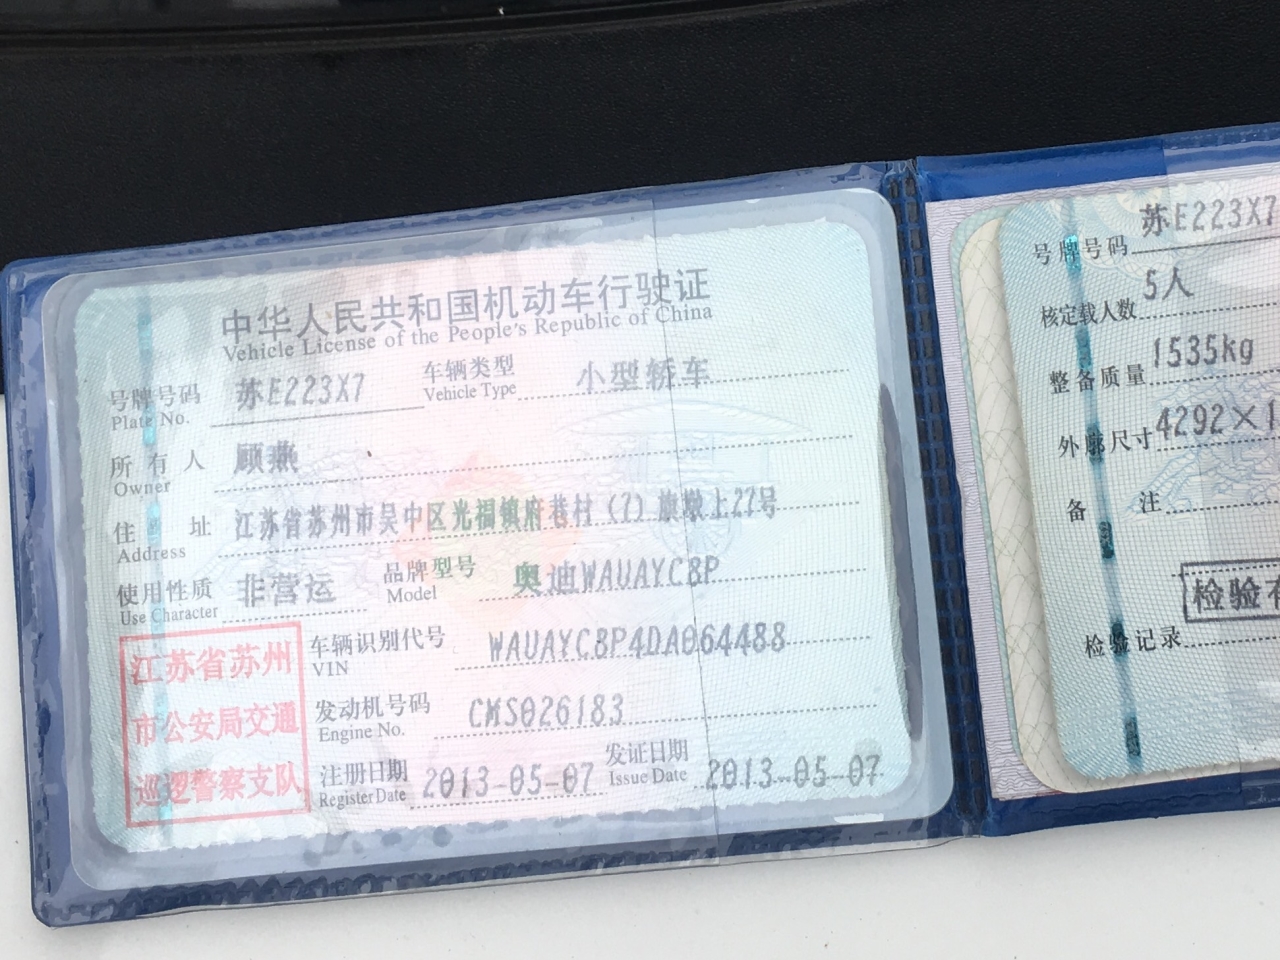 中华人民共和国机动车行驶证
Vehicle License of the People's Republic of China
号牌号码 苏E223X7 车辆类型 小型轿车
Plate No. Vehicle Type
所有人 顾燕
Owner
住址 江苏省苏州市吴中区光福镇府巷村(7)旗墩上27号
Address
使用性质 非营运 品牌型号 奥迪WAUAYC8P
Use Character Model
车辆识别代号 WAUAYC8P4DA064488
VIN
发动机号码 CMS026183
Engine No.
注册日期 2013-05-07 发证日期 2013-05-07
Register Date Issue Date
江苏省苏州
市公安局交通
巡逻警察支队
号牌号码 苏E223X7
核定载人数 5人
整备质量 1535kg
外廓尺寸 4292×1
备注
检验有
检验记录